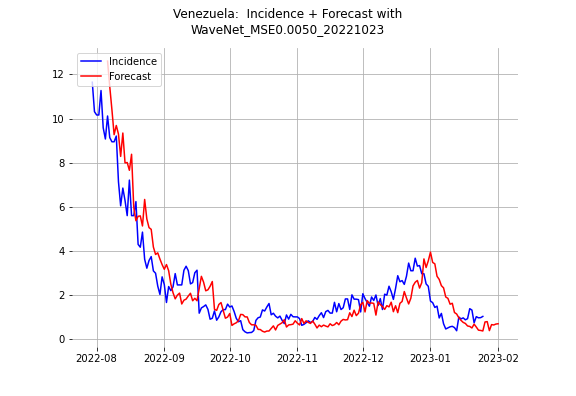 Venezuela:  Incidence + Forecast with
WaveNet_MSE0.0050_20221023
Incidence
Forecast
12
10
8
6
4
2
0
2022-08 2022-09 2022-10 2022-11 2022-12 2023-01 2023-02